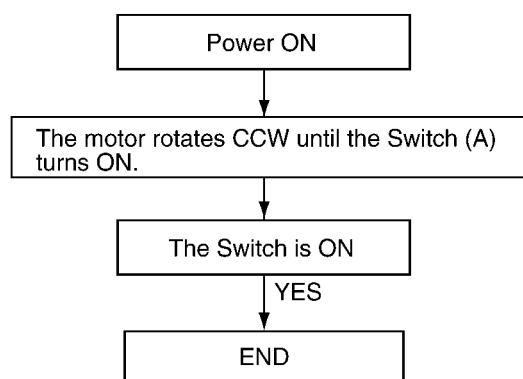 Power ON
The motor rotates CCW until the Switch (A)
turns ON.
The Switch is ON
YES
END